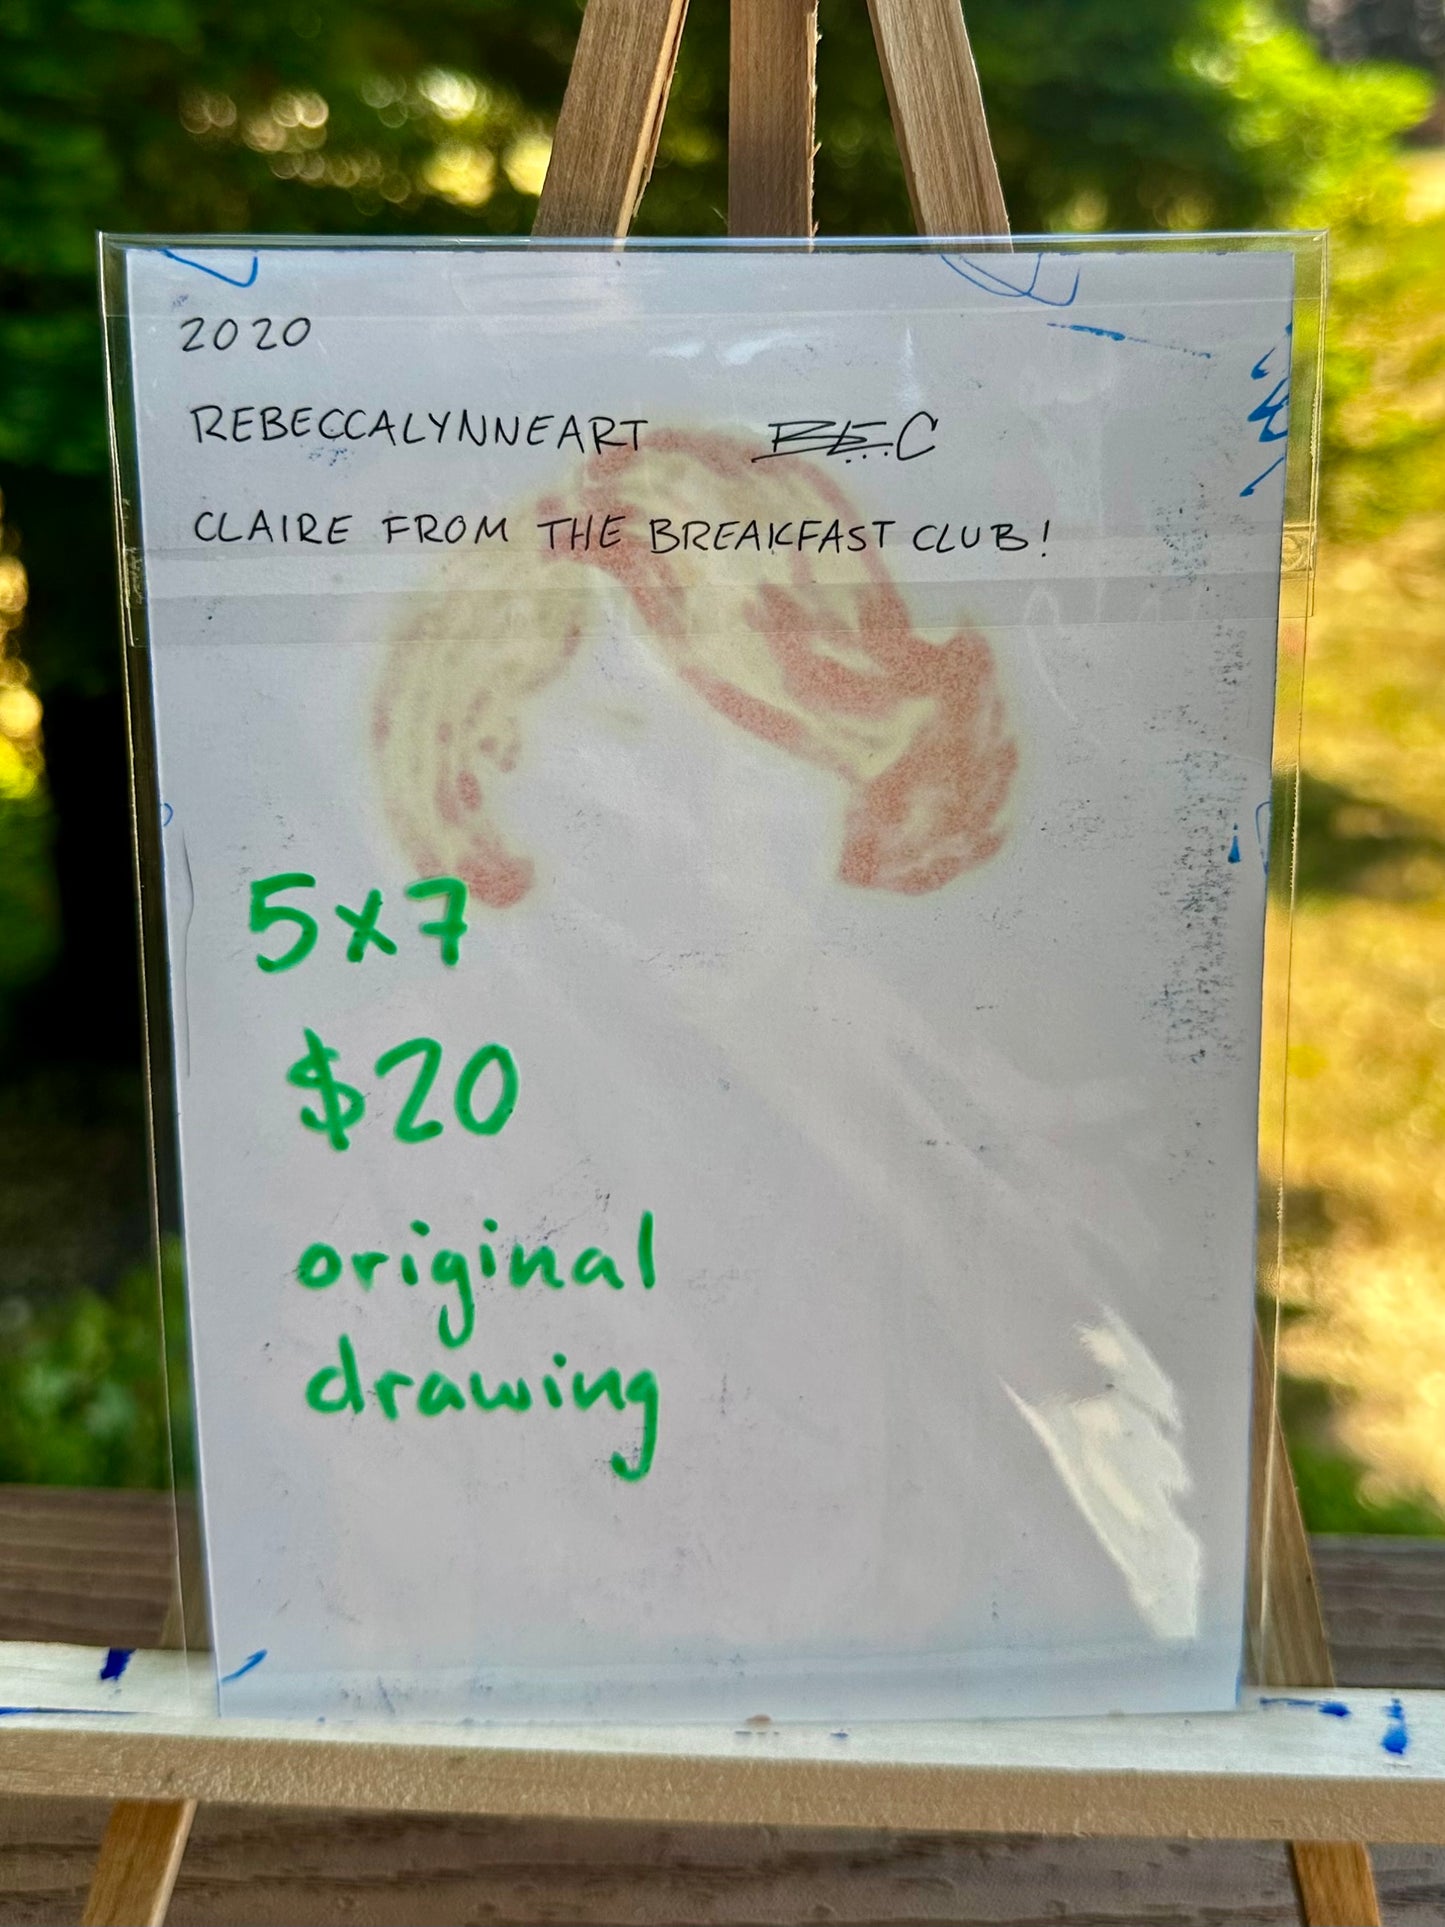 2020
REBECCALYNNEART
CLAIRE FROM THE BREAKFAST CLUB!
5x7
$20
original
drawing